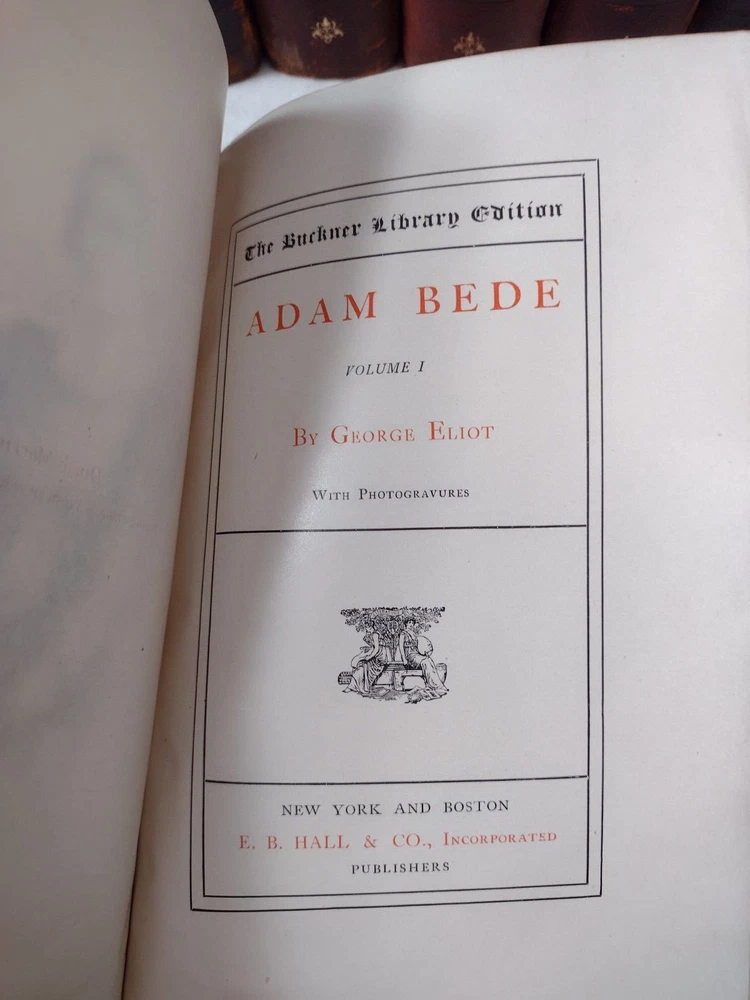 The Buckner Library Edition
ADAM BEDE
VOLUME I
BY GEORGE ELIOT
WITH PHOTOGRAVURES
NEW YORK AND BOSTON
E. B. HALL & CO., INCORPORATED
PUBLISHERS